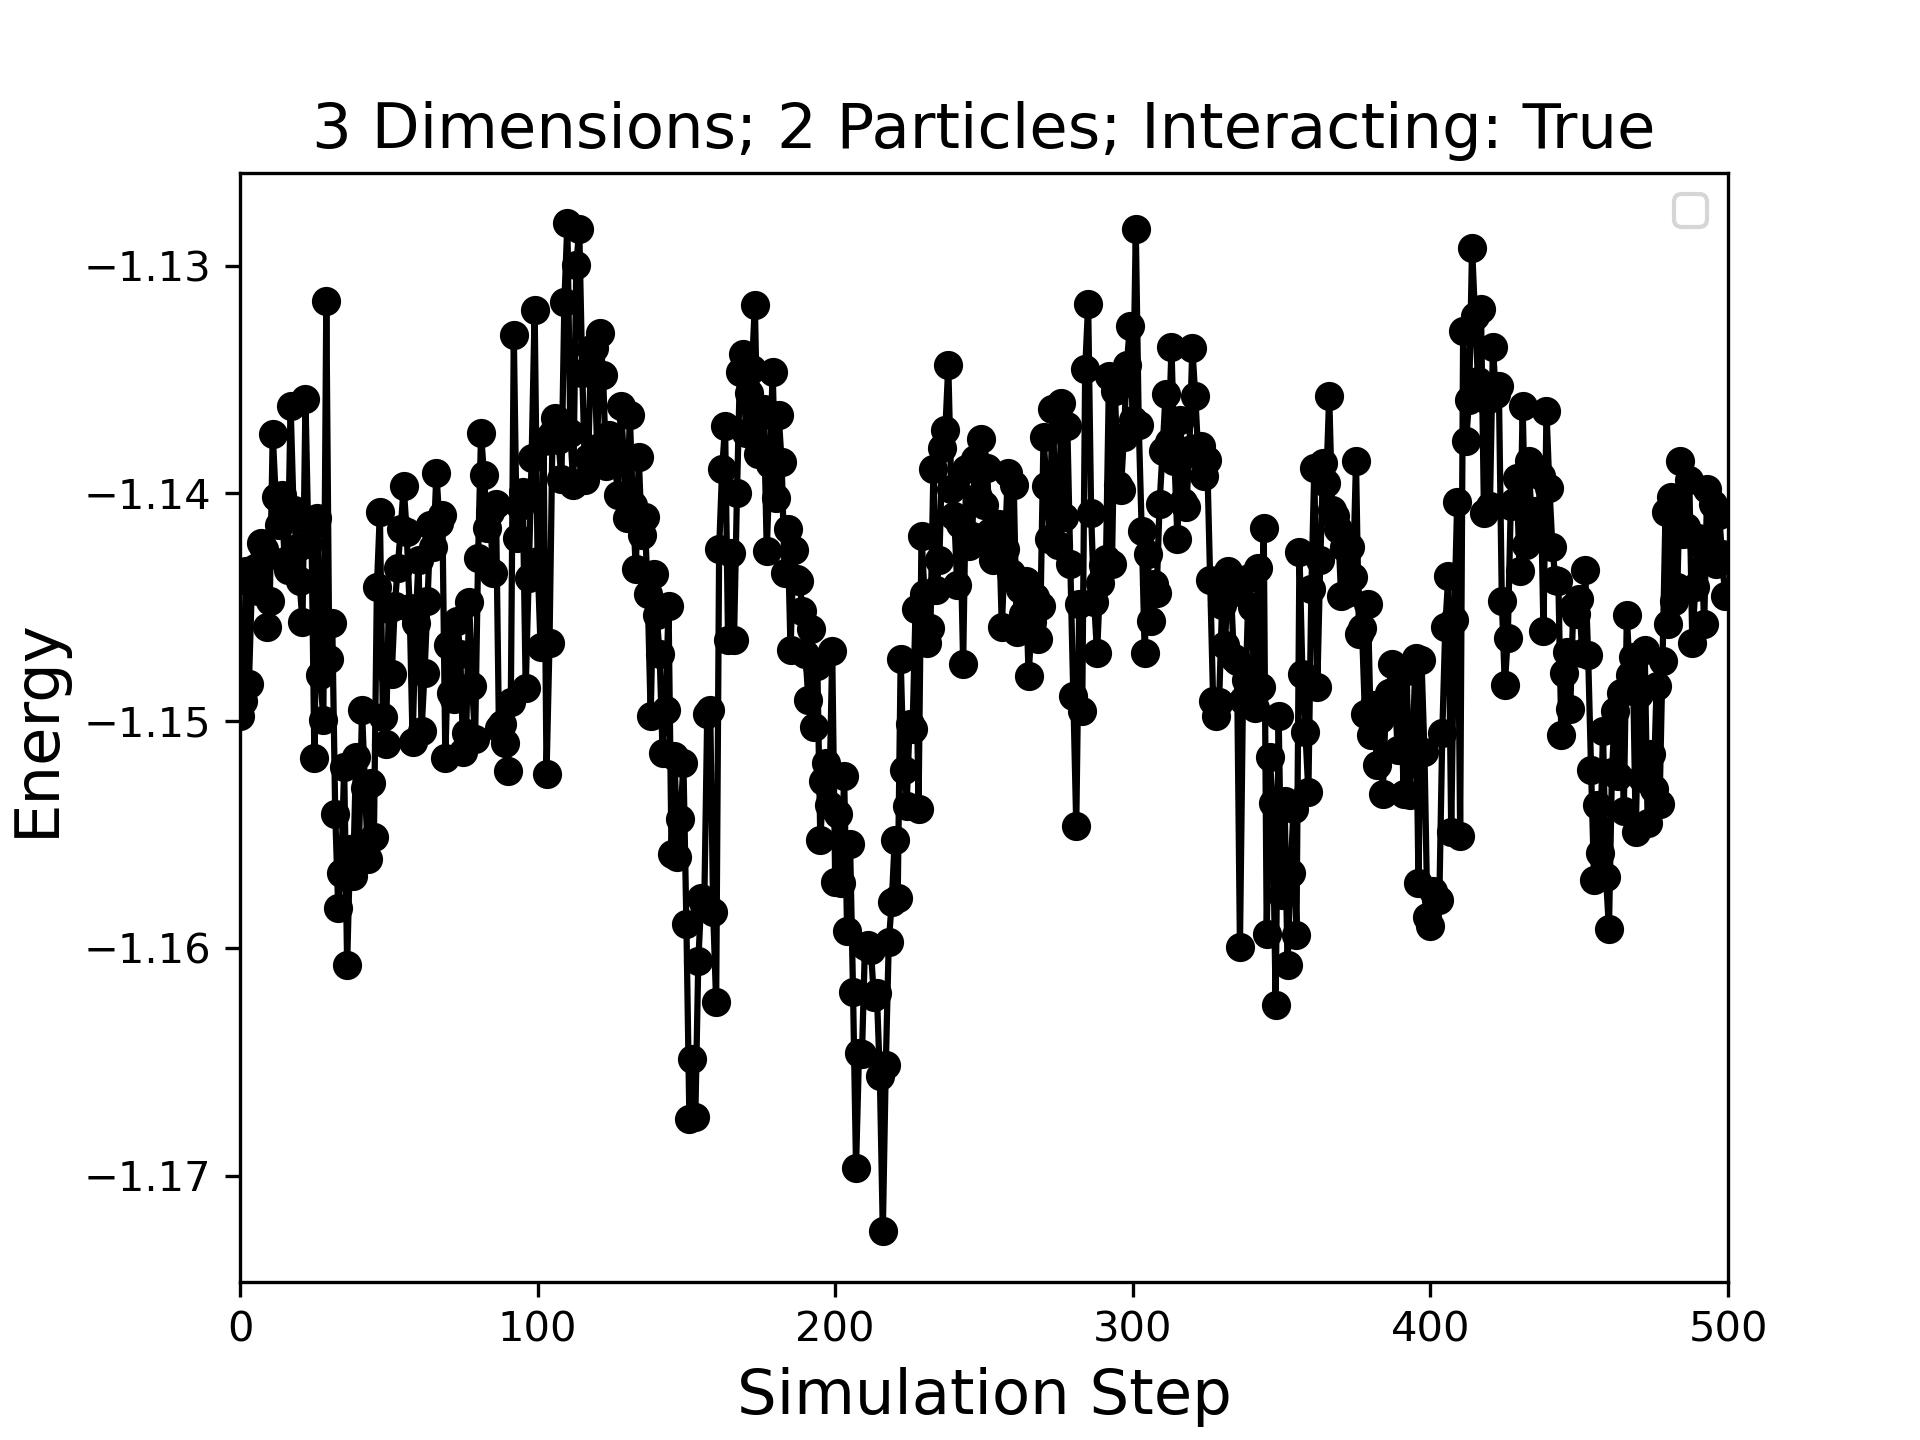 3 Dimensions; 2 Particles; Interacting: True
Energy
−1.13
−1.14
−1.15
−1.16
−1.17
0 100 200 300 400 500
Simulation Step